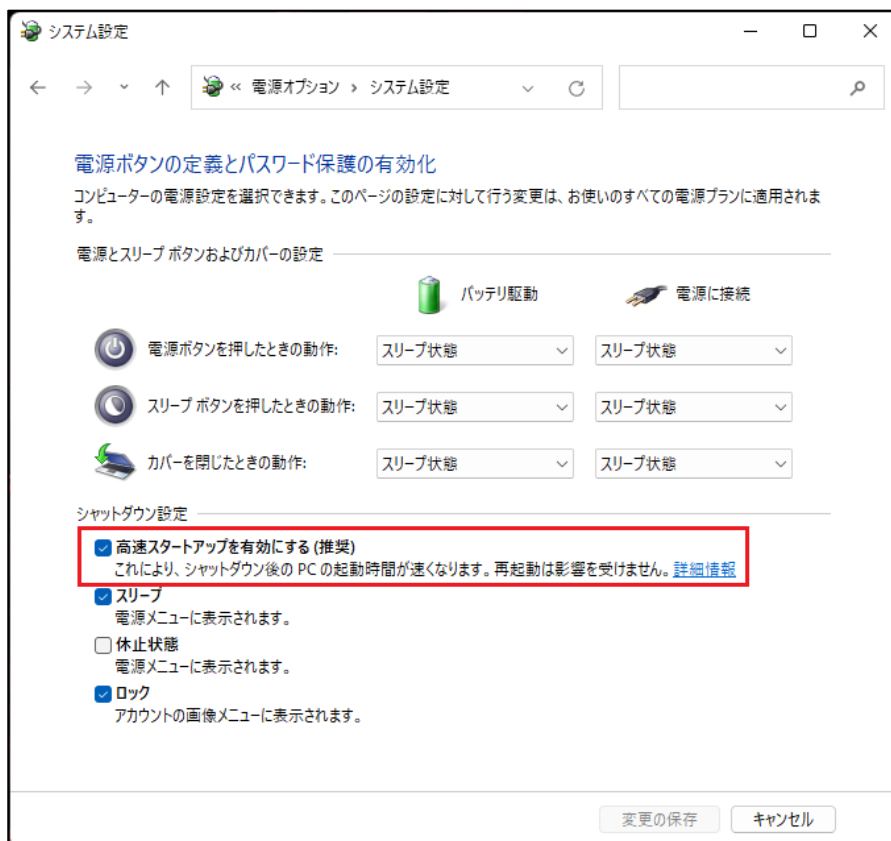 システム設定
« 電源オプション › システム設定
電源ボタンの定義とパスワード保護の有効化
コンピューターの電源設定を選択できます。このページの設定に対して行う変更は、お使いのすべての電源プランに適用されま
す。
電源とスリープ ボタンおよびカバーの設定
バッテリ駆動 電源に接続
電源ボタンを押したときの動作: スリープ状態 スリープ状態
スリープ ボタンを押したときの動作: スリープ状態 スリープ状態
カバーを閉じたときの動作: スリープ状態 スリープ状態
シャットダウン設定
高速スタートアップを有効にする (推奨)
これにより、シャットダウン後の PC の起動時間が速くなります。再起動は影響を受けません。詳細情報
スリープ
電源メニューに表示されます。
休止状態
電源メニューに表示されます。
ロック
アカウントの画像メニューに表示されます。
変更の保存 キャンセル